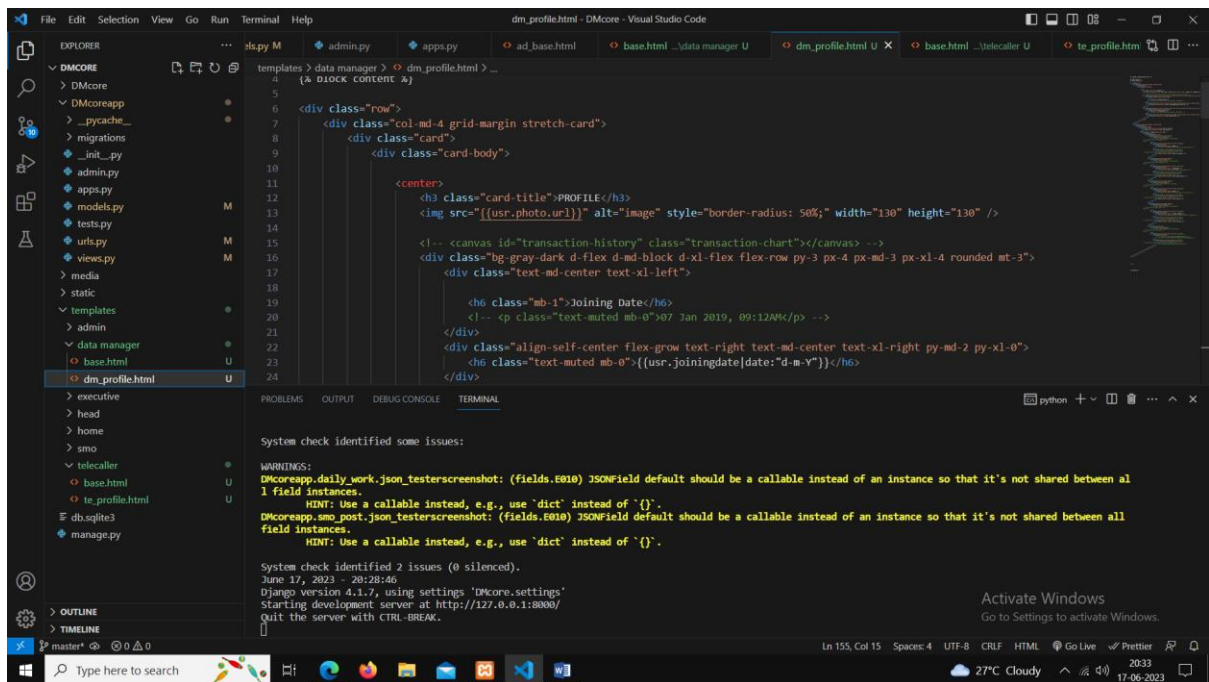 File Edit Selection View Go Run Terminal Help
dm_profile.html - DMcore - Visual Studio Code
EXPLORER
DMCORE
> DMcore
DMcoreapp
> __pycache__
> migrations
__init__.py
admin.py
apps.py
models.py M
tests.py
urls.py M
views.py M
> media
> static
templates
> admin
data manager
base.html U
dm_profile.html U
> executive
> head
> home
> smo
telecaller
base.html U
te_profile.html U
db.sqlite3
manage.py
> OUTLINE
> TIMELINE
10
els.py M admin.py apps.py ad_base.html base.html ...\data manager U dm_profile.html U base.html ...\telecaller U te_profile.htm
templates > data manager > dm_profile.html > ...
4 {% block content %}
5
6 <div class="row">
7 <div class="col-md-4 grid-margin stretch-card">
8 <div class="card">
9 <div class="card-body">
10
11 <center>
12 <h3 class="card-title">PROFILE</h3>
13 <img src="{{usr.photo.url}}" alt="image" style="border-radius: 50%;" width="130" height="130" />
14
15 <!-- <canvas id="transaction-history" class="transaction-chart"></canvas> -->
16 <div class="bg-gray-dark d-flex d-md-block d-xl-flex flex-row py-3 px-4 px-md-3 px-xl-4 rounded mt-3">
17 <div class="text-md-center text-xl-left">
18
19 <h6 class="mb-1">Joining Date</h6>
20 <!-- <p class="text-muted mb-0">07 Jan 2019, 09:12AM</p> -->
21 </div>
22 <div class="align-self-center flex-grow text-right text-md-center text-xl-right py-md-2 py-xl-0">
23 <h6 class="text-muted mb-0">{{usr.joiningdate|date:"d-m-Y"}}</h6>
24 </div>
PROBLEMS OUTPUT DEBUG CONSOLE TERMINAL
python
System check identified some issues:
WARNINGS:
DMcoreapp.daily_work.json_testerscreenshot: (fields.E010) JSONField default should be a callable instead of an instance so that it's not shared between al
l field instances.
HINT: Use a callable instead, e.g., use `dict` instead of `{}`.
DMcoreapp.smo_post.json_testerscreenshot: (fields.E010) JSONField default should be a callable instead of an instance so that it's not shared between all
field instances.
HINT: Use a callable instead, e.g., use `dict` instead of `{}`.
System check identified 2 issues (0 silenced).
June 17, 2023 - 20:28:46
Django version 4.1.7, using settings 'DMcore.settings'
Starting development server at http://127.0.0.1:8000/
Quit the server with CTRL-BREAK.
Activate Windows
Go to Settings to activate Windows.
master* 0 0 Ln 155, Col 15 Spaces: 4 UTF-8 CRLF HTML Go Live Prettier
Type here to search
27°C Cloudy
20:33
17-06-2023